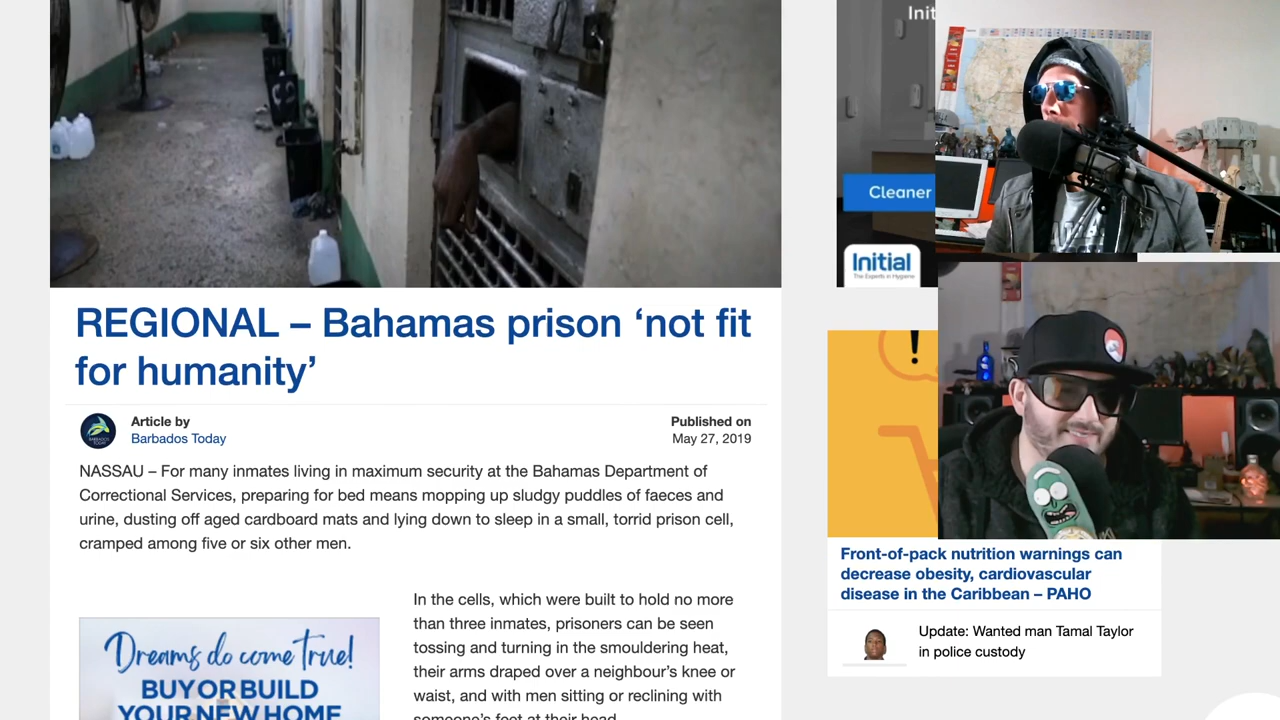 REGIONAL – Bahamas prison ‘not fit
for humanity’
Article by
Barbados Today
Published on
May 27, 2019
NASSAU – For many inmates living in maximum security at the Bahamas Department of
Correctional Services, preparing for bed means mopping up sludgy puddles of faeces and
urine, dusting off aged cardboard mats and lying down to sleep in a small, torrid prison cell,
cramped among five or six other men.
In the cells, which were built to hold no more
than three inmates, prisoners can be seen
tossing and turning in the smouldering heat,
their arms draped over a neighbour’s knee or
waist, and with men sitting or reclining with
someone’s feet at their head.
Dreams do come true!
BUY OR BUILD
YOUR NEW HOME
Init
Cleaner
Initial
The Experts in Hygiene
Front-of-pack nutrition warnings can
decrease obesity, cardiovascular
disease in the Caribbean – PAHO
Update: Wanted man Tamal Taylor
in police custody